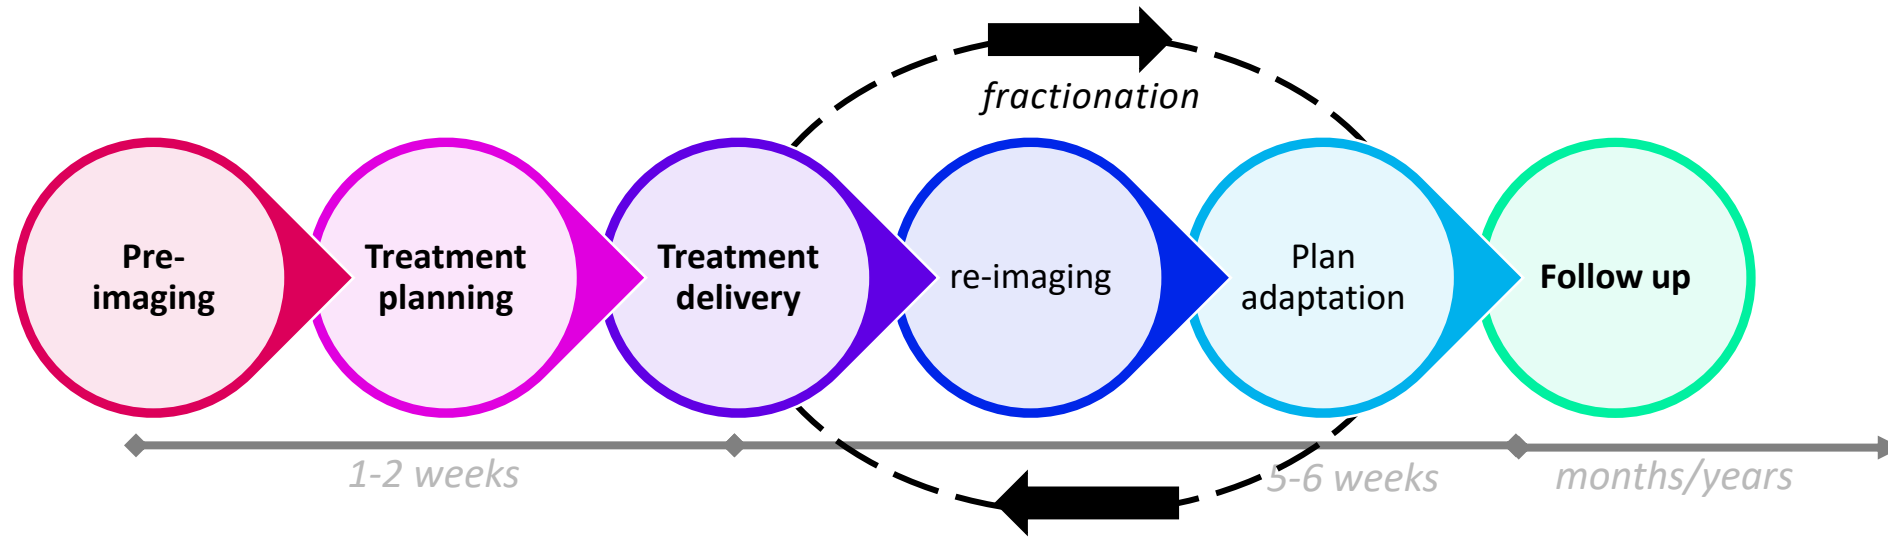 fractionation
Pre-
imaging
Treatment
planning
Treatment
delivery
re-imaging
Plan
adaptation
Follow up
1-2 weeks
5-6 weeks
months/years